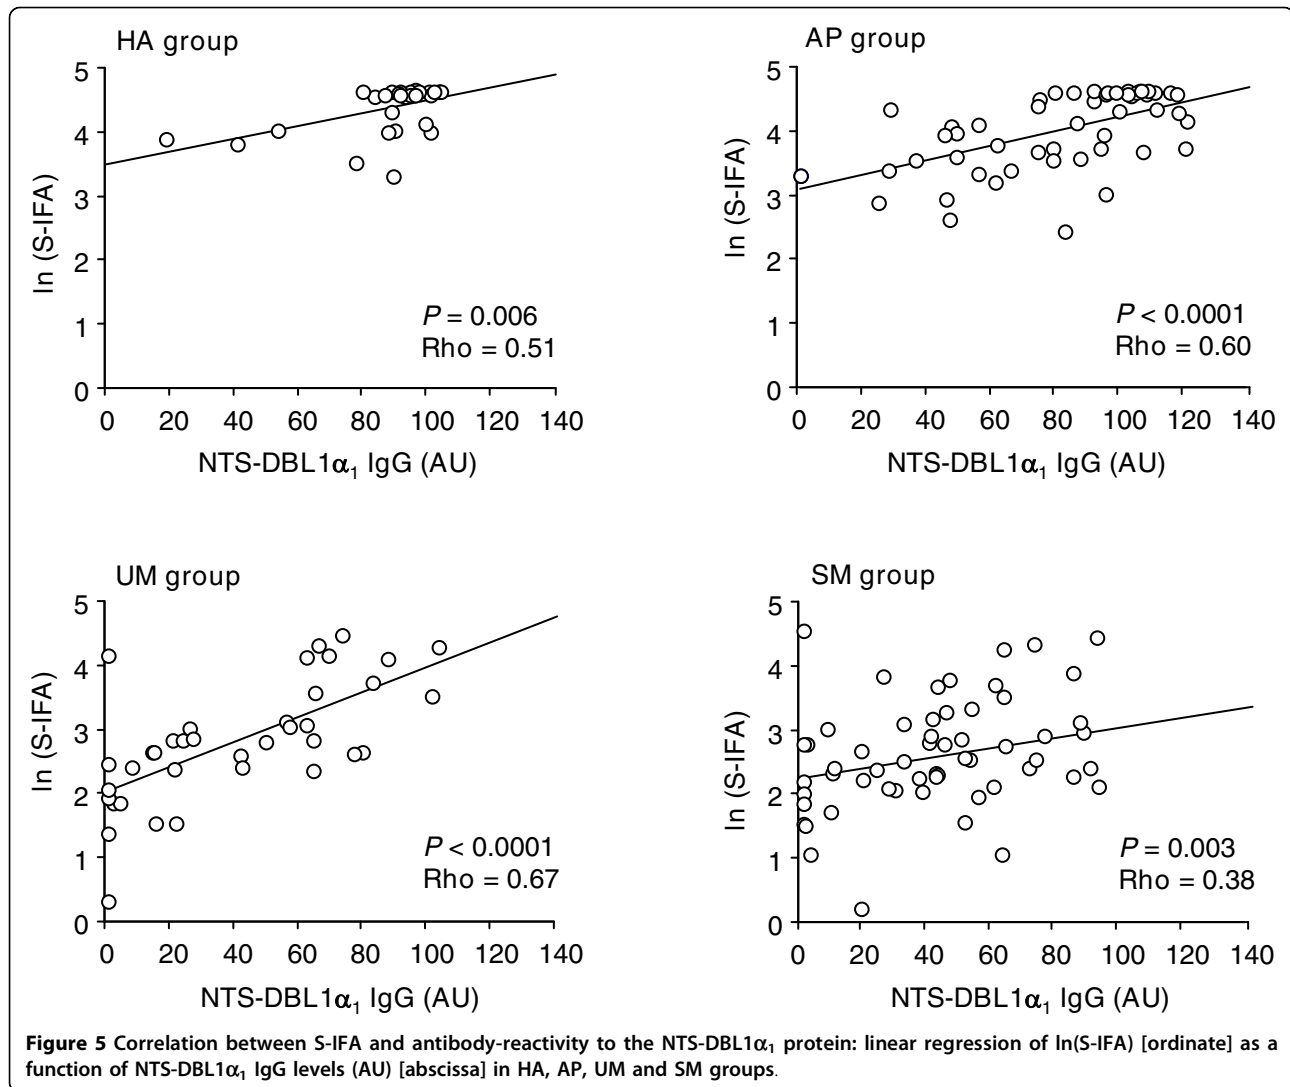 HA group
5
4
3
2
1
0
ln (S-IFA)
P = 0.006
Rho = 0.51
0 20 40 60 80 100 120 140
NTS-DBL1α₁ IgG (AU)
AP group
5
4
3
2
1
0
ln (S-IFA)
P < 0.0001
Rho = 0.60
0 20 40 60 80 100 120 140
NTS-DBL1α₁ IgG (AU)
UM group
5
4
3
2
1
0
ln (S-IFA)
P < 0.0001
Rho = 0.67
0 20 40 60 80 100 120 140
NTS-DBL1α₁ IgG (AU)
SM group
5
4
3
2
1
0
ln (S-IFA)
P = 0.003
Rho = 0.38
0 20 40 60 80 100 120 140
NTS-DBL1α₁ IgG (AU)
Figure 5 Correlation between S-IFA and antibody-reactivity to the NTS-DBL1α₁ protein: linear regression of ln(S-IFA) [ordinate] as a
function of NTS-DBL1α₁ IgG levels (AU) [abscissa] in HA, AP, UM and SM groups.